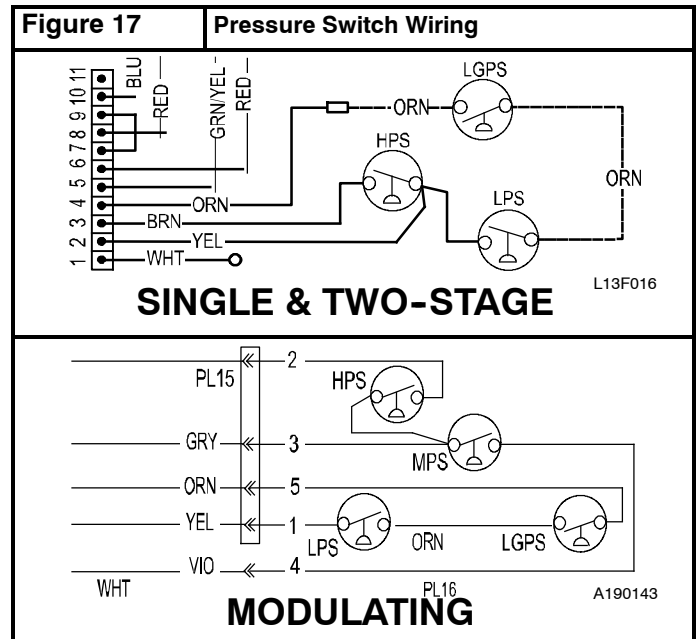 Figure 17 Pressure Switch Wiring
11
10
9
8
7
6
5
4
3
2
1
BLU
RED
GRN/YEL
RED
ORN
BRN
YEL
WHT
HPS
ORN
LGPS
LPS
ORN
L13F016
SINGLE & TWO-STAGE
PL15
2
HPS
GRY
3
MPS
ORN
5
YEL
1
LPS
ORN
LGPS
VIO
4
WHT
PL16
A190143
MODULATING